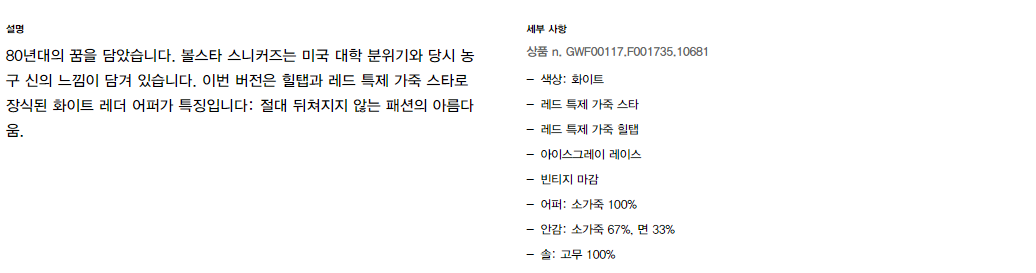 설명
80년대의 꿈을 담았습니다. 볼스타 스니커즈는 미국 대학 분위기와 당시 농
구 신의 느낌이 담겨 있습니다. 이번 버전은 힐탭과 레드 특제 가죽 스타로
장식된 화이트 레더 어퍼가 특징입니다: 절대 뒤쳐지지 않는 패션의 아름다
움.
세부 사항
상품 n. GWF00117.F001735.10681
– 색상: 화이트
– 레드 특제 가죽 스타
– 레드 특제 가죽 힐탭
– 아이스그레이 레이스
– 빈티지 마감
– 어퍼: 소가죽 100%
– 안감: 소가죽 67%, 면 33%
– 솔: 고무 100%